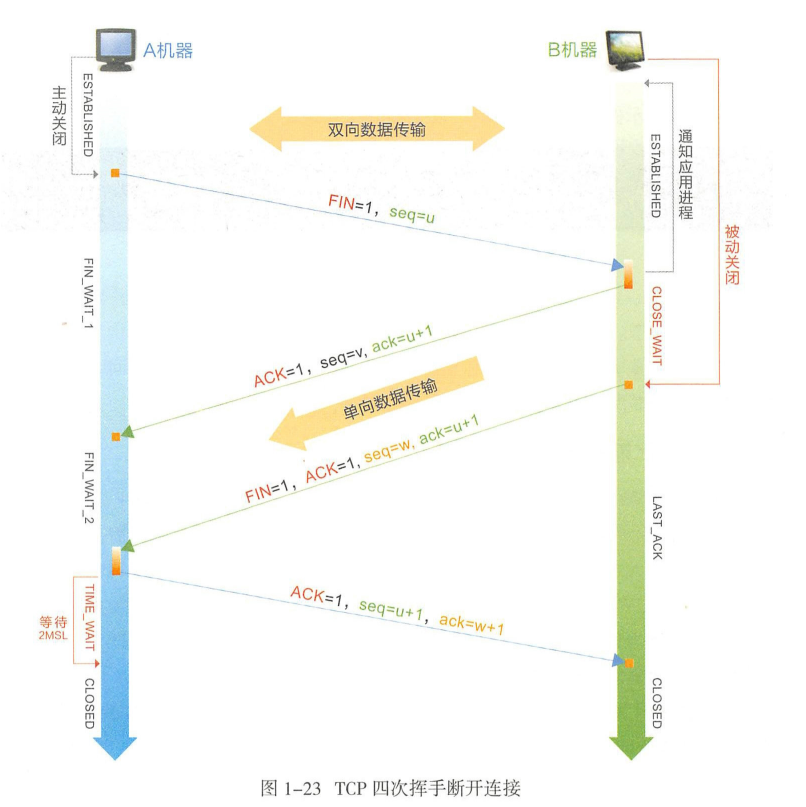 A机器
B机器
主动关闭
ESTABLISHED
双向数据传输
ESTABLISHED
通知应用进程
FIN=1, seq=u
被动关闭
FIN_WAIT_1
CLOSE_WAIT
ACK=1, seq=v, ack=u+1
单向数据传输
FIN=1, ACK=1, seq=w, ack=u+1
FIN_WAIT_2
LAST_ACK
ACK=1, seq=u+1, ack=w+1
等待
2MSL
TIME_WAIT
CLOSED
CLOSED
图 1-23 TCP 四次挥手断开连接